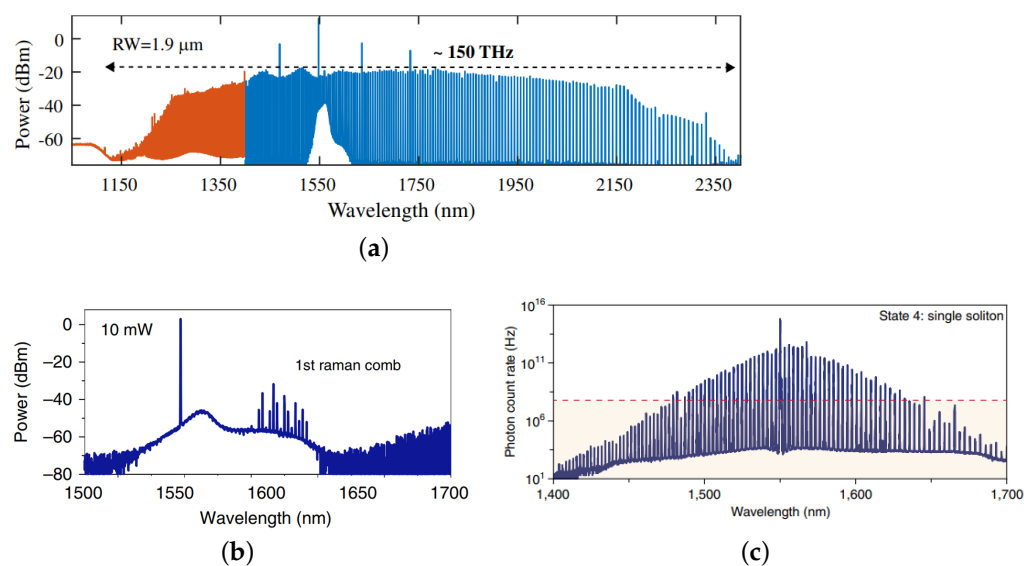 RW=1.9 μm
~ 150 THz
Power (dBm)
0
-20
-40
-60
1150 1350 1550 1750 1950 2150 2350
Wavelength (nm)
(a)
10 mW
1st raman comb
Power (dBm)
0
−20
−40
−60
−80
1500 1550 1600 1650 1700
Wavelength (nm)
(b)
State 4: single soliton
Photon count rate (Hz)
10^16
10^11
10^6
10^1
1,400 1,500 1,600 1,700
Wavelength (nm)
(c)